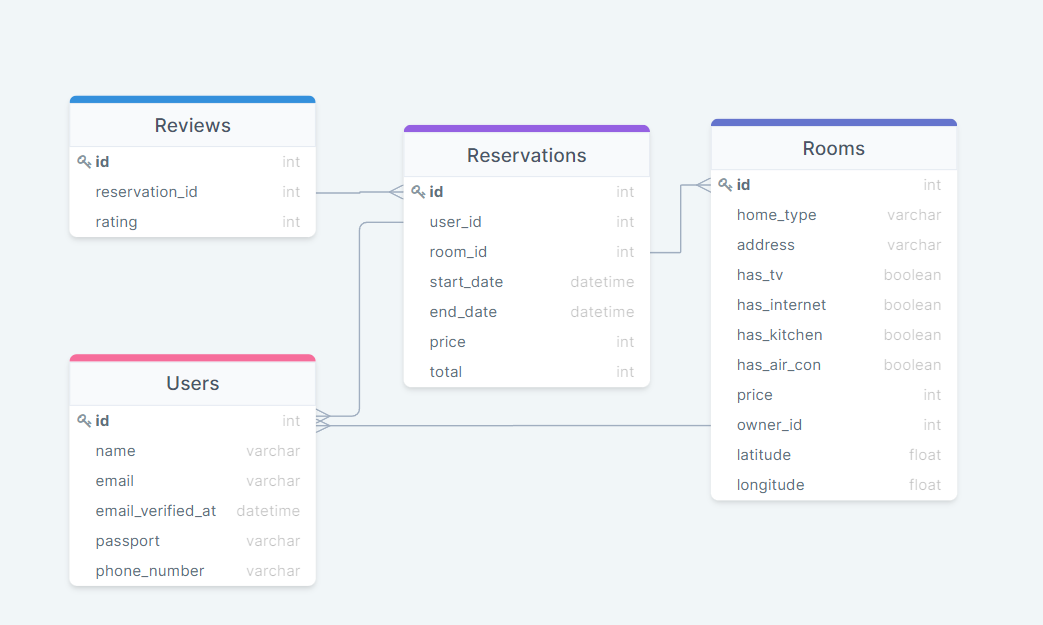 Reviews
id int
reservation_id int
rating int
Reservations
id int
user_id int
room_id int
start_date datetime
end_date datetime
price int
total int
Rooms
id int
home_type varchar
address varchar
has_tv boolean
has_internet boolean
has_kitchen boolean
has_air_con boolean
price int
owner_id int
latitude float
longitude float
Users
id int
name varchar
email varchar
email_verified_at datetime
passport varchar
phone_number varchar